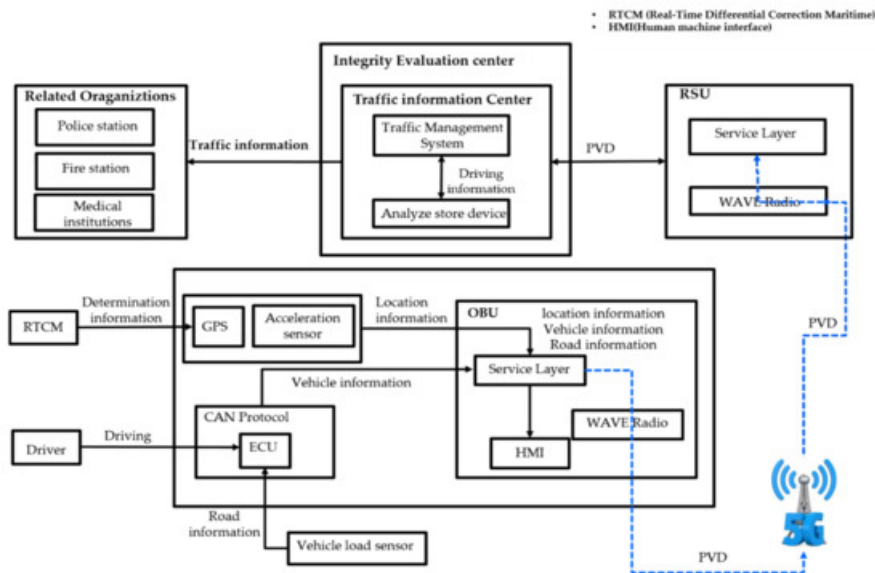 • RTCM (Real-Time Differential Correction Maritime)
• HMI(Human machine interface)
Integrity Evaluation center
Related Oraganiztions
Police station
Fire station
Medical
institutions
Traffic information
Traffic information Center
Traffic Management
System
Driving
information
Analyze store device
PVD
RSU
Service Layer
WAVE Radio
RTCM
Determination
information
GPS
Acceleration
sensor
Location
information
OBU
location information
Vehicle information
Road information
Service Layer
Vehicle information
CAN Protocol
ECU
Driver
Driving
WAVE Radio
HMI
Road
information
Vehicle load sensor
PVD
5G
PVD